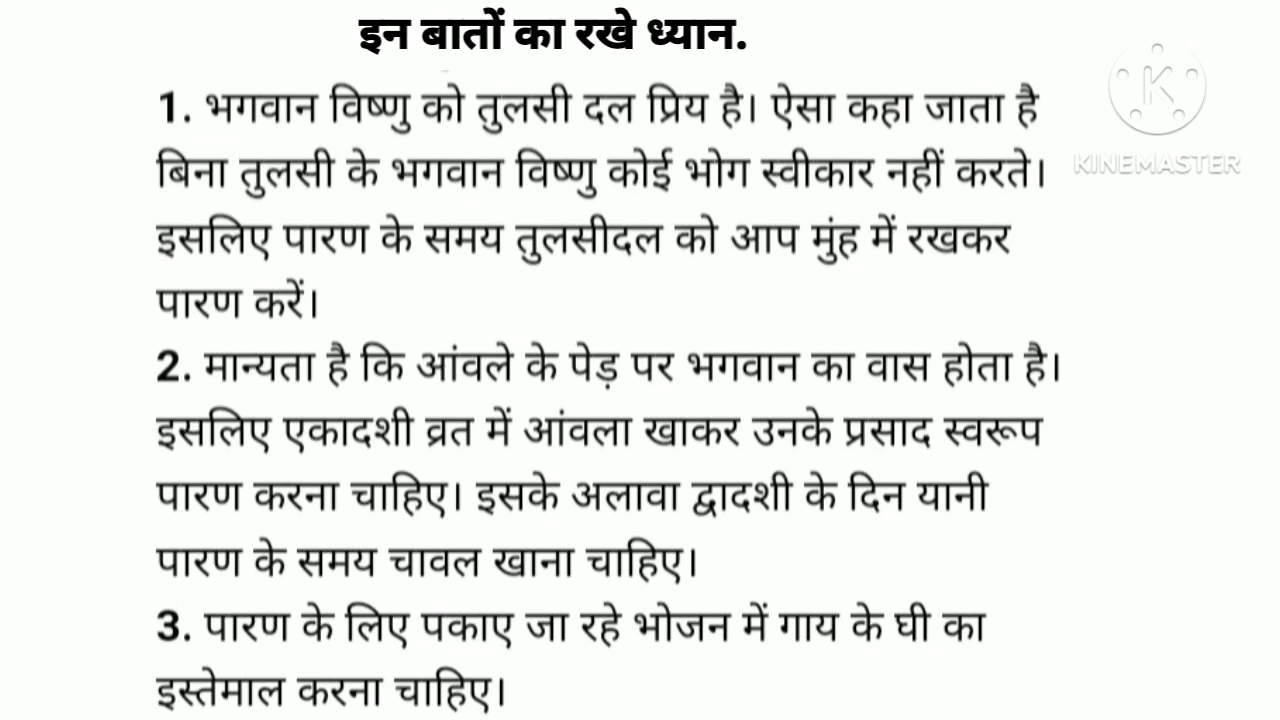 इन बातों का रखे ध्यान.
1. भगवान विष्णु को तुलसी दल प्रिय है। ऐसा कहा जाता है
बिना तुलसी के भगवान विष्णु कोई भोग स्वीकार नहीं करते।
इसलिए पारण के समय तुलसीदल को आप मुंह में रखकर
पारण करें।
2. मान्यता है कि आंवले के पेड़ पर भगवान का वास होता है।
इसलिए एकादशी व्रत में आंवला खाकर उनके प्रसाद स्वरूप
पारण करना चाहिए। इसके अलावा द्वादशी के दिन यानी
पारण के समय चावल खाना चाहिए।
3. पारण के लिए पकाए जा रहे भोजन में गाय के घी का
इस्तेमाल करना चाहिए।
K
KINEMASTER